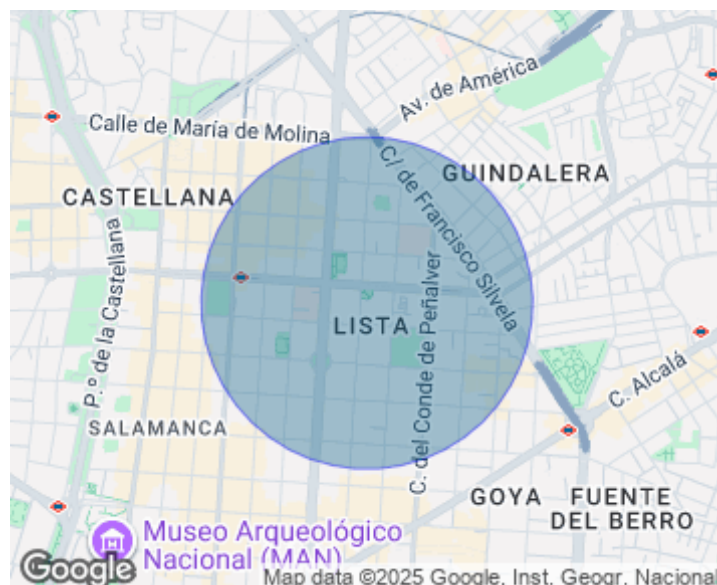 Av. de América
Calle de María de Molina
C/ de Francisco Silvela
GUINDALERA
CASTELLANA
P.º de la Castellana
LISTA
C. del Conde de Peñalver
C. Alcalá
SALAMANCA
GOYA
FUENTE
DEL BERRO
Museo Arqueológico
Nacional (MAN)
Google
Map data ©2025 Google, Inst. Geogr. Nacional